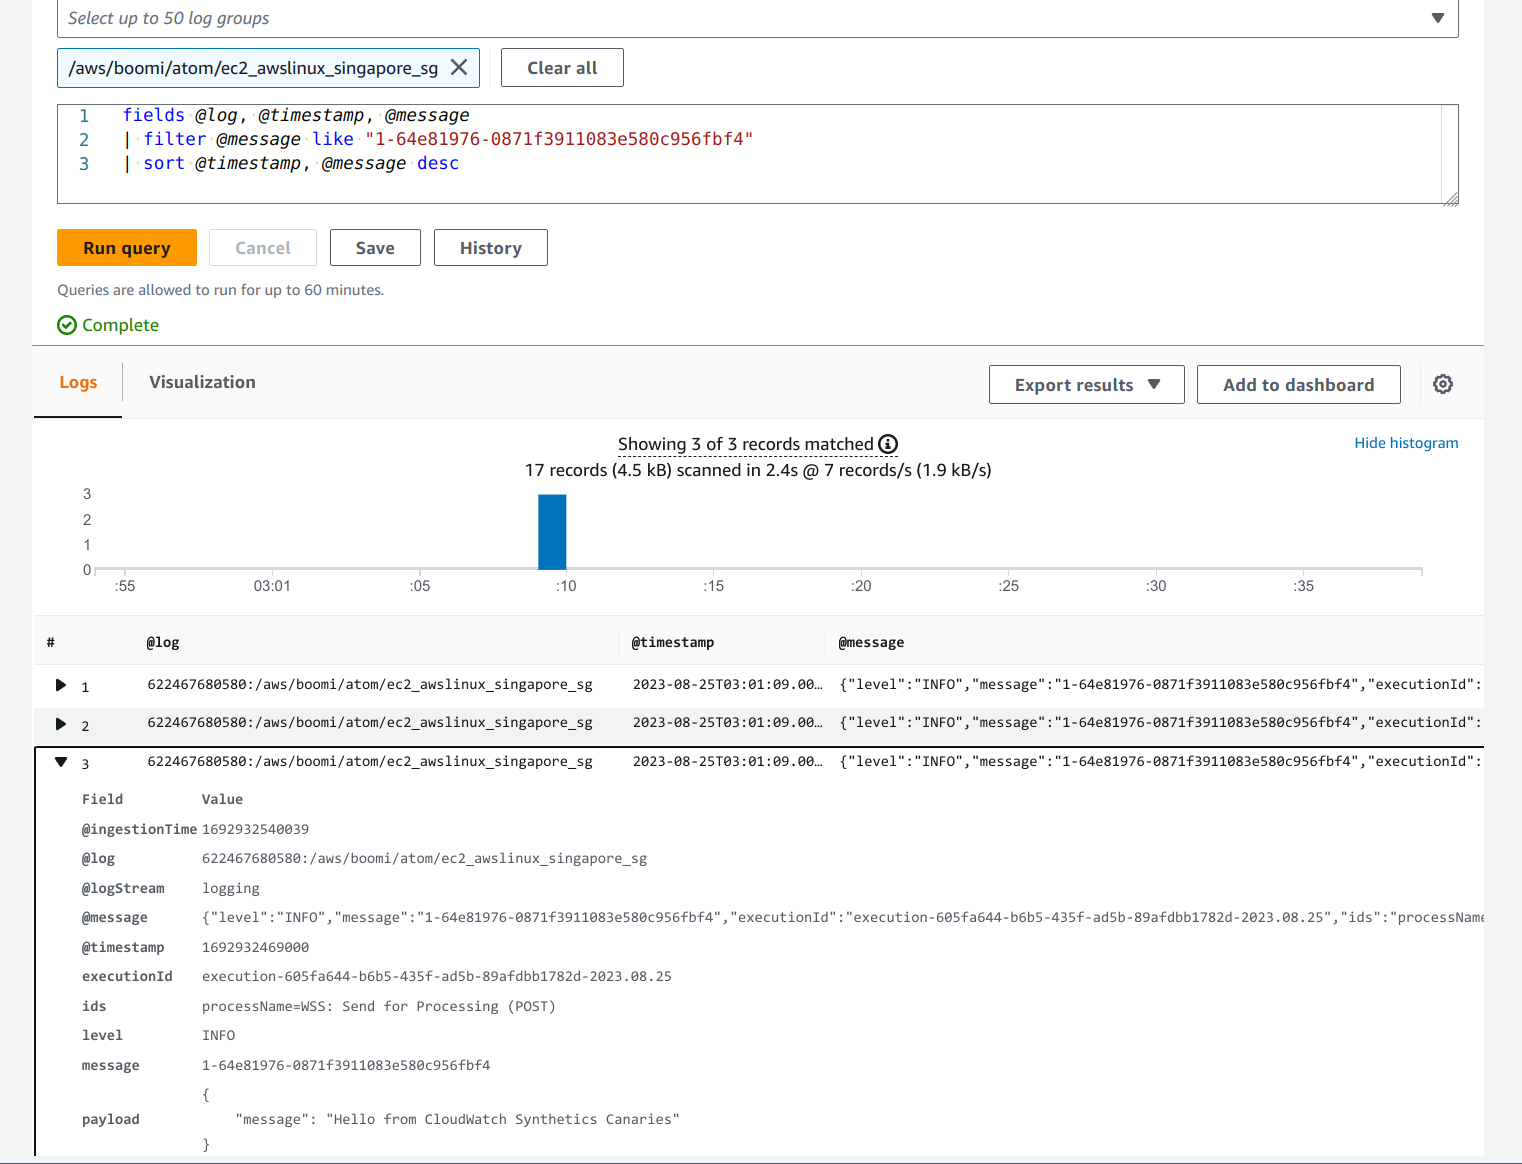 Select up to 50 log groups
/aws/boomi/atom/ec2_awslinux_singapore_sg
Clear all
1 fields @log, @timestamp, @message
2 | filter @message like "1-64e81976-0871f3911083e580c956fbf4"
3 | sort @timestamp, @message desc
Run query Cancel Save History
Queries are allowed to run for up to 60 minutes.
Complete
Logs Visualization Export results Add to dashboard
Showing 3 of 3 records matched
Hide histogram
17 records (4.5 kB) scanned in 2.4s @ 7 records/s (1.9 kB/s)
3
2
1
0
:55 03:01 :05 :10 :15 :20 :25 :30 :35
# @log @timestamp @message
1 622467680580:/aws/boomi/atom/ec2_awslinux_singapore_sg 2023-08-25T03:01:09.00… {"level":"INFO","message":"1-64e81976-0871f3911083e580c956fbf4","executionId":
2 622467680580:/aws/boomi/atom/ec2_awslinux_singapore_sg 2023-08-25T03:01:09.00… {"level":"INFO","message":"1-64e81976-0871f3911083e580c956fbf4","executionId":
3 622467680580:/aws/boomi/atom/ec2_awslinux_singapore_sg 2023-08-25T03:01:09.00… {"level":"INFO","message":"1-64e81976-0871f3911083e580c956fbf4","executionId":
Field Value
@ingestionTime 1692932540039
@log 622467680580:/aws/boomi/atom/ec2_awslinux_singapore_sg
@logStream logging
@message {"level":"INFO","message":"1-64e81976-0871f3911083e580c956fbf4","executionId":"execution-605fa644-b6b5-435f-ad5b-89afdbb1782d-2023.08.25","ids":"processName
@timestamp 1692932469000
executionId execution-605fa644-b6b5-435f-ad5b-89afdbb1782d-2023.08.25
ids processName=WSS: Send for Processing (POST)
level INFO
message 1-64e81976-0871f3911083e580c956fbf4
{
payload "message": "Hello from CloudWatch Synthetics Canaries"
}